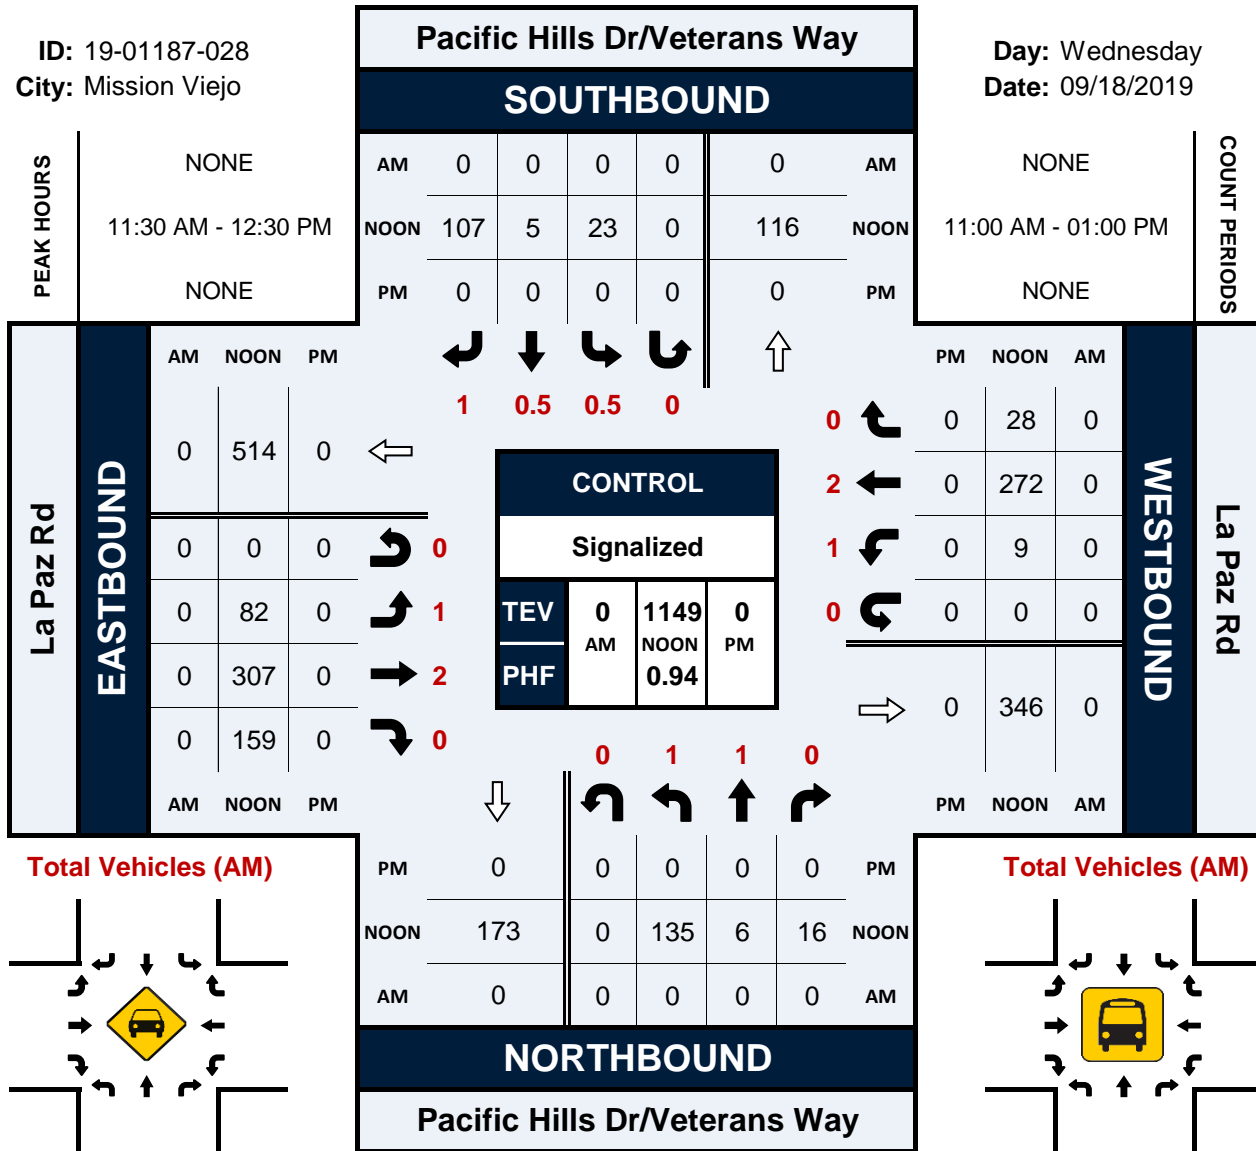 Pacific Hills Dr/Veterans Way
ID: 19-01187-028
City: Mission Viejo
Day: Wednesday
Date: 09/18/2019
SOUTHBOUND
PEAK HOURS
NONE
11:30 AM - 12:30 PM
NONE
AM 0 0 0 0 0 AM
NOON 107 5 23 0 116 NOON
PM 0 0 0 0 0 PM
NONE
11:00 AM - 01:00 PM
NONE
COUNT PERIODS
1 0.5 0.5 0
La Paz Rd
EASTBOUND
AM NOON PM
0 514 0
0 0 0 0
0 82 0 1
0 307 0 2
0 159 0 0
AM NOON PM
CONTROL
Signalized
TEV 0 1149 0
AM NOON PM
PHF 0.94
PM NOON AM
0 0 28 0
2 0 272 0
1 0 9 0
0 0 0 0
0 346 0
PM NOON AM
WESTBOUND
La Paz Rd
0 1 1 0
PM 0 0 0 0 0 PM
NOON 173 0 135 6 16 NOON
AM 0 0 0 0 0 AM
NORTHBOUND
Pacific Hills Dr/Veterans Way
Total Vehicles (AM)
Total Vehicles (AM)